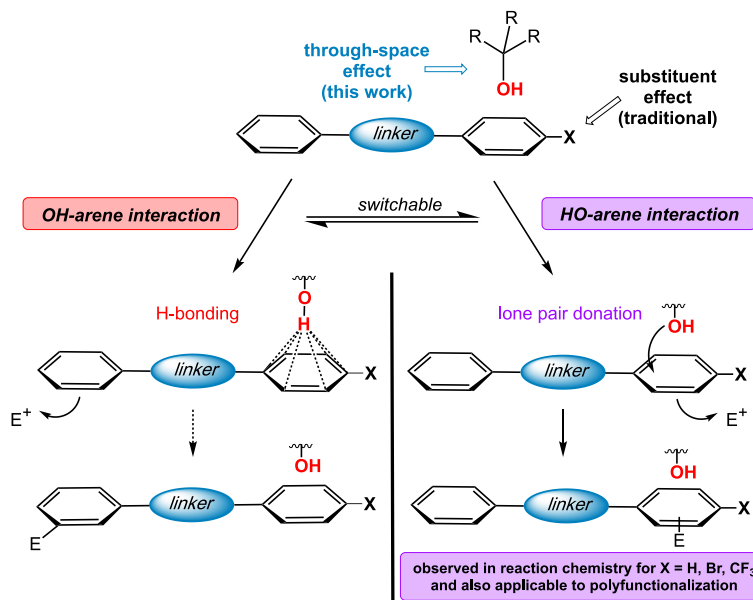 through-space
effect
(this work)
R
R
R
OH
substituent
effect
(traditional)
linker
X
OH-arene interaction
switchable
HO-arene interaction
H-bonding
O
H
linker
X
E+
lone pair donation
OH
linker
X
E+
OH
linker
X
E
OH
linker
X
E
observed in reaction chemistry for X = H, Br, CF3
and also applicable to polyfunctionalization